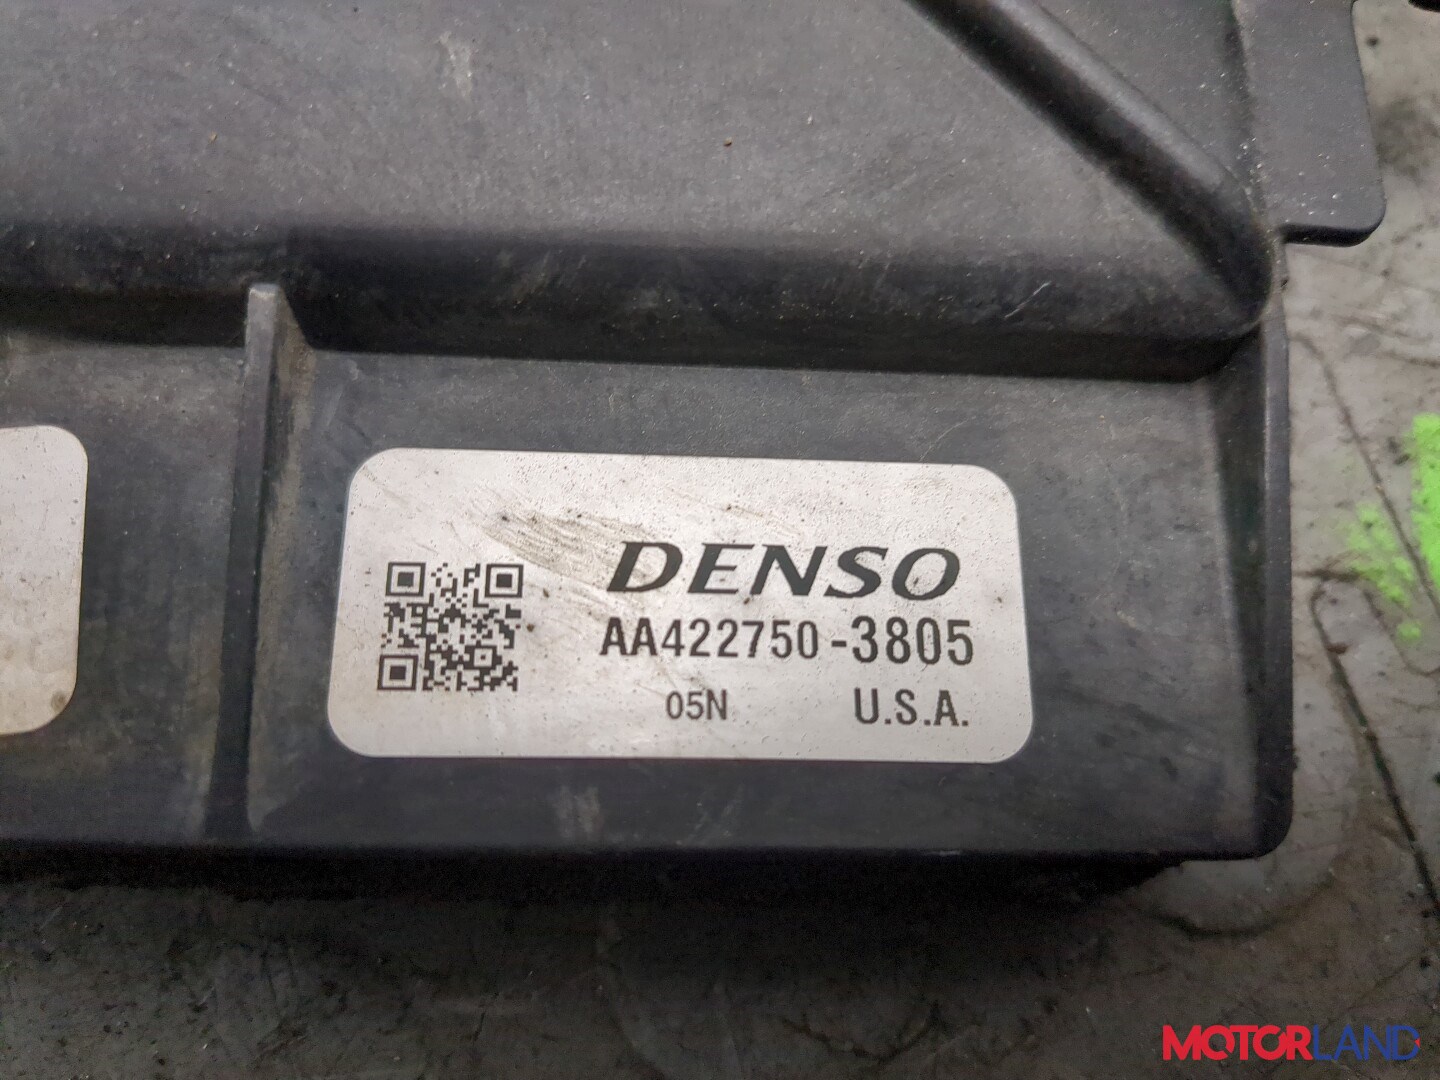 DENSO
AA422750-3805
05N U.S.A.
MOTORLAND